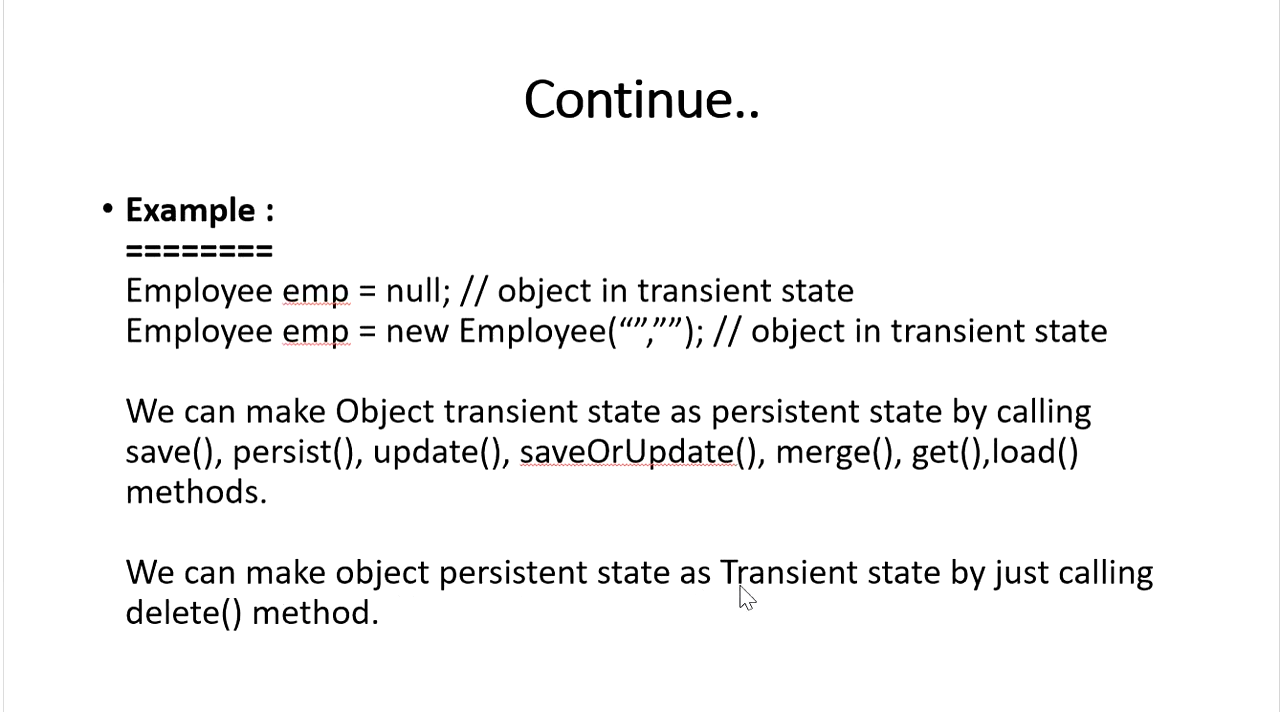 Continue..
• Example :
========
Employee emp = null; // object in transient state
Employee emp = new Employee(“”,””); // object in transient state
We can make Object transient state as persistent state by calling
save(), persist(), update(), saveOrUpdate(), merge(), get(),load()
methods.
We can make object persistent state as Transient state by just calling
delete() method.